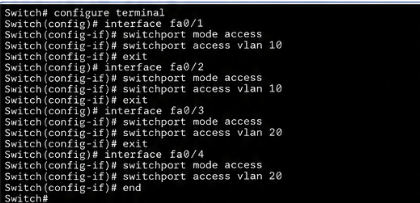 Switch# configure terminal
Switch(config)# interface fa0/1
Switch(config-if)# switchport mode access
Switch(config-if)# switchport access vlan 10
Switch(config-if)# exit
Switch(config)# interface fa0/2
Switch(config-if)# switchport mode access
Switch(config-if)# switchport access vlan 10
Switch(config-if)# exit
Switch(config)# interface fa0/3
Switch(config-if)# switchport mode access
Switch(config-if)# switchport access vlan 20
Switch(config-if)# exit
Switch(config)# interface fa0/4
Switch(config-if)# switchport mode access
Switch(config-if)# switchport access vlan 20
Switch(config-if)# end
Switch#